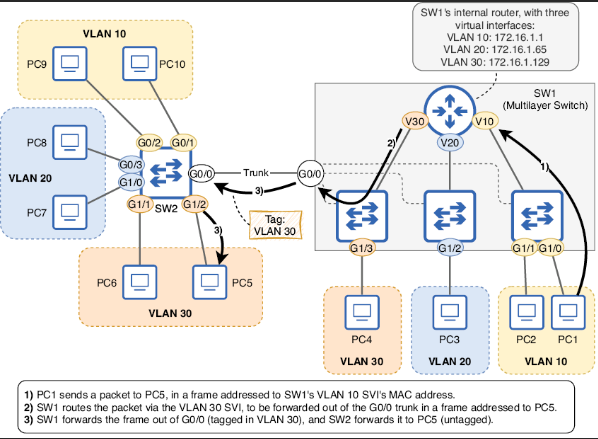 SW1's internal router, with three
virtual interfaces:
VLAN 10: 172.16.1.1
VLAN 20: 172.16.1.65
VLAN 30: 172.16.1.129
VLAN 10
PC9
PC10
SW1
(Multilayer Switch)
V30
V10
V20
2)
1)
PC8
PC7
VLAN 20
G0/2
G0/1
G0/3
G1/0
G0/0
Trunk
G0/0
3)
SW2
G1/1
G1/2
3)
Tag:
VLAN 30
PC6
PC5
VLAN 30
G1/3
G1/2
G1/1
G1/0
PC4
PC3
PC2
PC1
VLAN 30
VLAN 20
VLAN 10
1) PC1 sends a packet to PC5, in a frame addressed to SW1's VLAN 10 SVI's MAC address.
2) SW1 routes the packet via the VLAN 30 SVI, to be forwarded out of the G0/0 trunk in a frame addressed to PC5.
3) SW1 forwards the frame out of G0/0 (tagged in VLAN 30), and SW2 forwards it to PC5 (untagged).